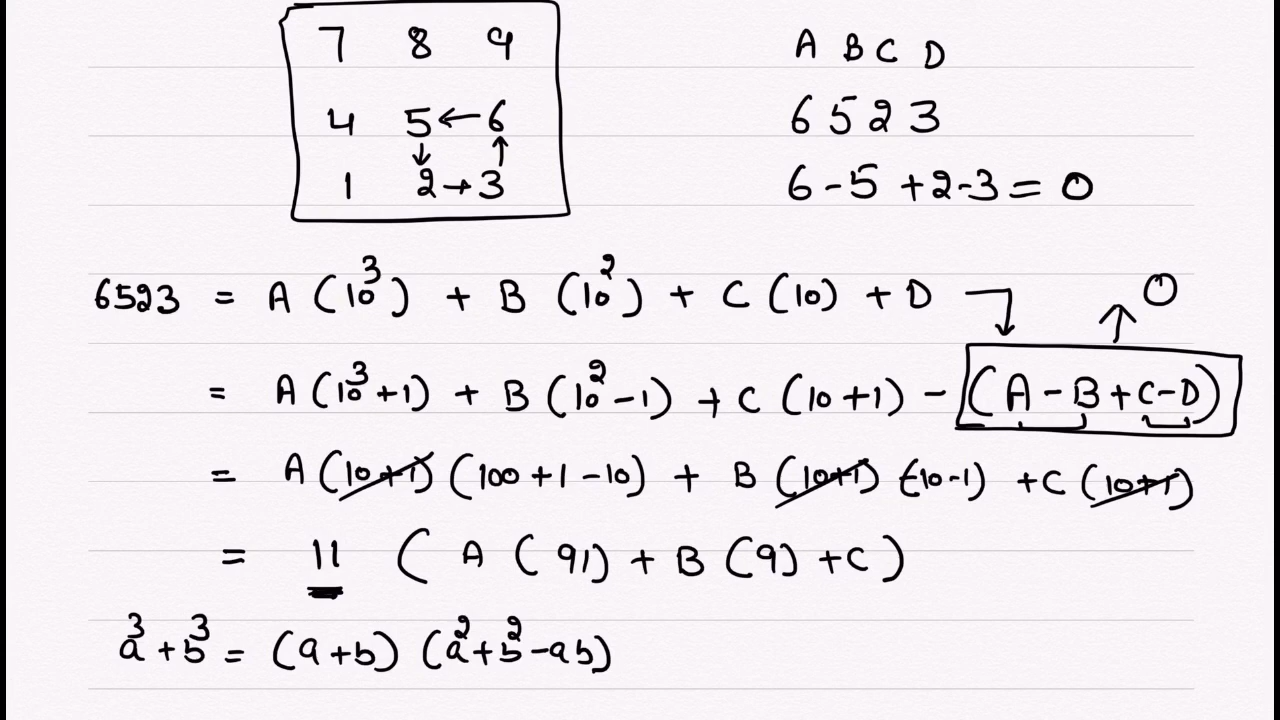 7 8 9
4 5 ← 6
↓ ↑
1 2 → 3
A B C D
6 5 2 3
6 - 5 + 2 - 3 = 0
6523 = A (10³) + B (10²) + C (10) + D
0
= A (10³ + 1) + B (10² - 1) + C (10 + 1) - (A - B + C - D)
= A (10+1) (100 + 1 - 10) + B (10+1) (10 - 1) + C (10+1)
= 11 ( A ( 91) + B (9) + C )
a³ + b³ = (a + b) (a² + b² - ab)